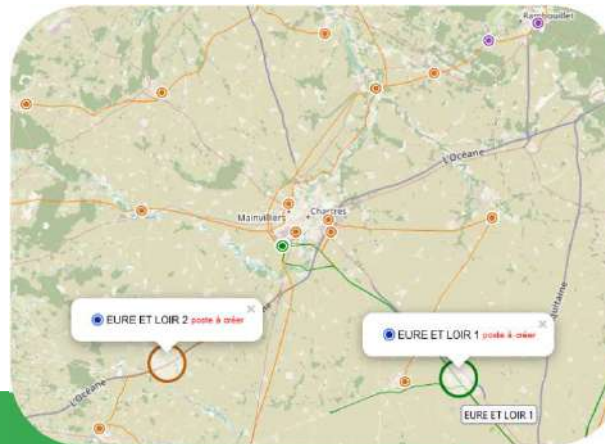 Rambouillet
L'Océane
Mainvilliers
Chartres
EURE ET LOIR 2 poste à créer
EURE ET LOIR 1 poste à créer
L'Océane
EURE ET LOIR 1